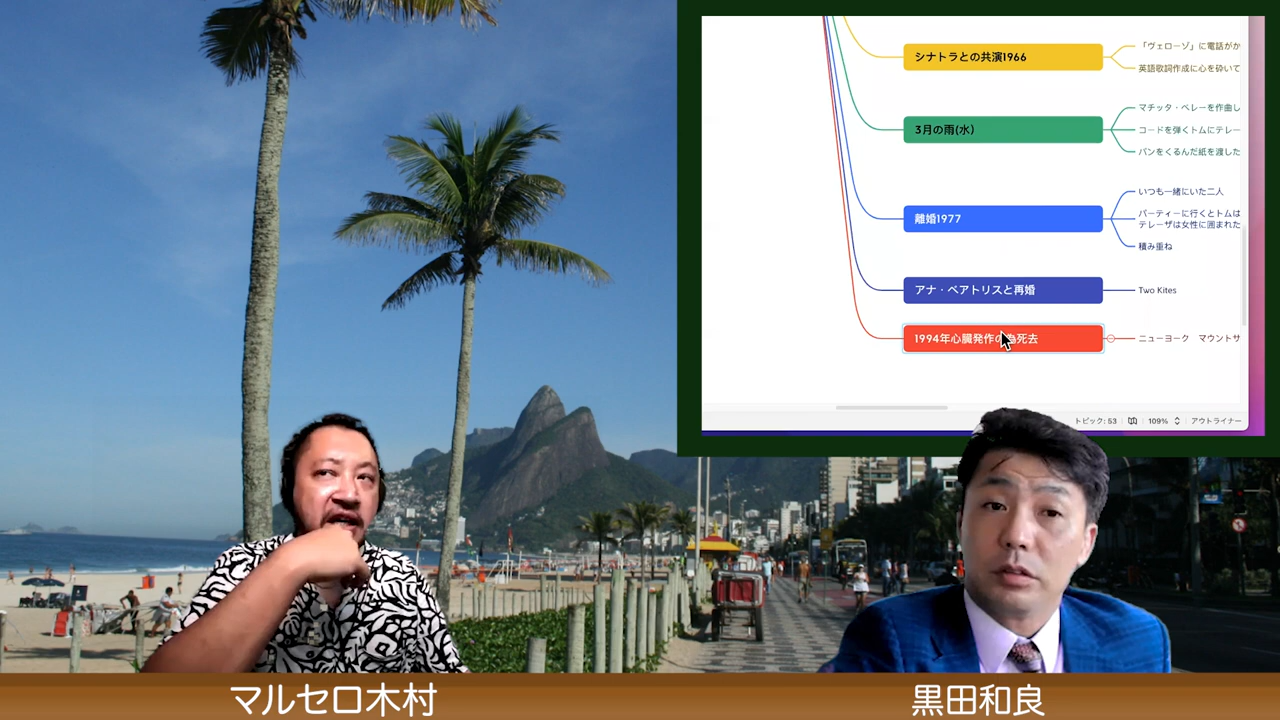 シナトラとの共演1966
「ヴェローゾ」に電話がか
英語歌詞作成に心を砕いて
3月の雨(水)
マチッタ・ペレーを作曲し
コードを弾くトムにテレー
パンをくるんだ紙を渡した
離婚1977
いつも一緒にいた二人
パーティーに行くとトムは
テレーザは女性に囲まれた
積み重ね
アナ・ベアトリスと再婚
Two Kites
1994年心臓発作の為死去
ニューヨーク　マウントサ
トピック: 53
109%
アウトライナー
マルセロ木村
黒田和良